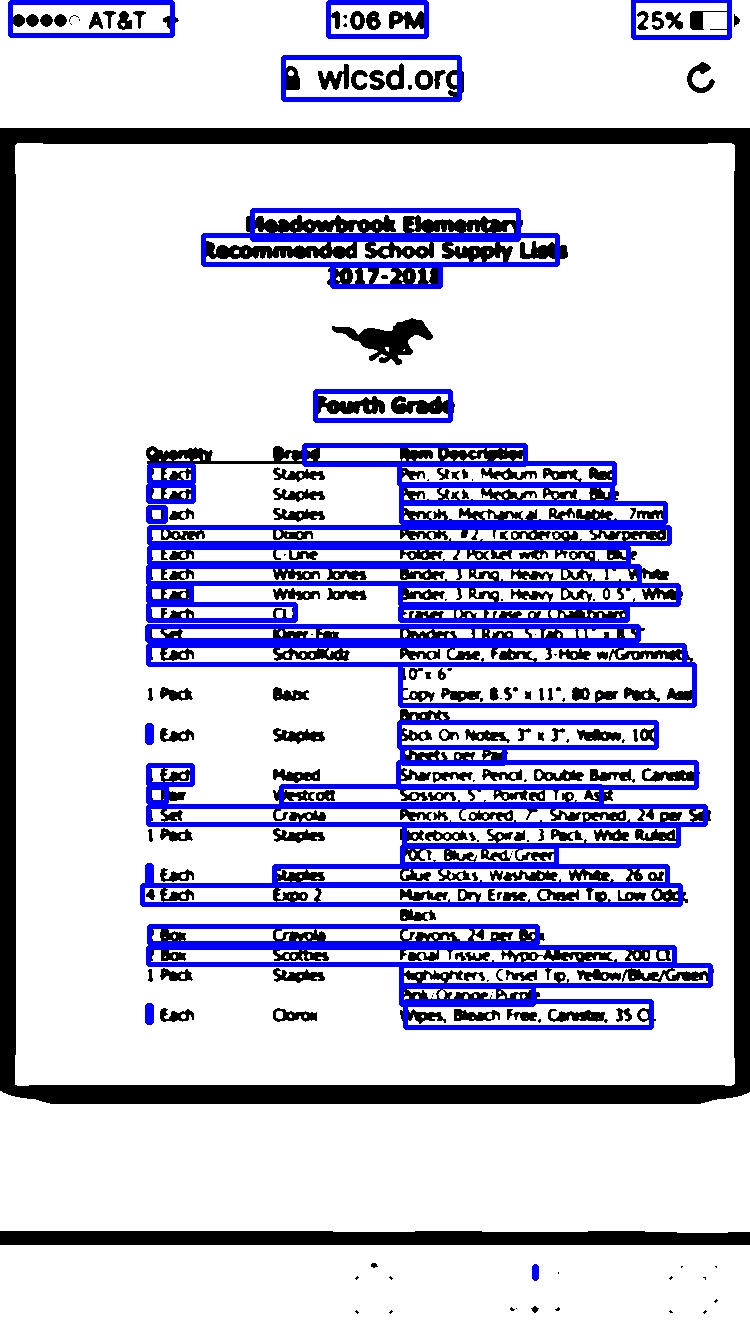 AT&T 1:06 PM 25%
wlcsd.org
Meadowbrook Elementary
Recommended School Supply Lists
2017-2018
Fourth Grade
Quantity Brand Item Description
Each Staples Pen, Stick, Medium Point, Red
Each Staples Pen, Stick, Medium Point, Blue
Each Staples Pencils, Mechanical, Refillable, .7mm
1 Dozen Dixon Pencils, #2, Ticonderoga, Sharpened
1 Each C-Line Folder, 2 Pocket with Prong, Blue
1 Each Wilson Jones Binder, 3 Ring, Heavy Duty, 1", White
1 Each Wilson Jones Binder, 3 Ring, Heavy Duty, 0.5", White
1 Each Eraser, Dry Erase or Chalkboard
1 Set Kleer-Fax Dividers, 3 Ring, 5-Tab, 11" x 8.5"
1 Each SchoolKidz Pencil Case, Fabric, 3-Hole w/Grommets,
10"x 6"
1 Pack Bazic Copy Paper, 8.5" x 11", 80 per Pack, Asst
Brights
Each Staples Stick On Notes, 3" x 3", Yellow, 100
Sheets per Pad
1 Each Maped Sharpener, Pencil, Double Barrel, Canister
Pair Westcott Scissors, 5", Pointed Tip, Asst
1 Set Crayola Pencils, Colored, 7", Sharpened, 24 per Set
1 Pack Staples Notebooks, Spiral, 3 Pack, Wide Ruled,
70Ct, Blue/Red/Green
Each Staples Glue Sticks, Washable, White, .26 oz
4 Each Expo 2 Marker, Dry Erase, Chisel Tip, Low Odor,
Black
2 Box Crayola Crayons, 24 per Box
2 Box Scotties Facial Tissue, Hypo-Allergenic, 200 Ct.
1 Pack Staples Highlighters, Chisel Tip, Yellow/Blue/Green/
Pink/Orange/Purple
Each Clorox Wipes, Bleach Free, Canister, 35 Ct.